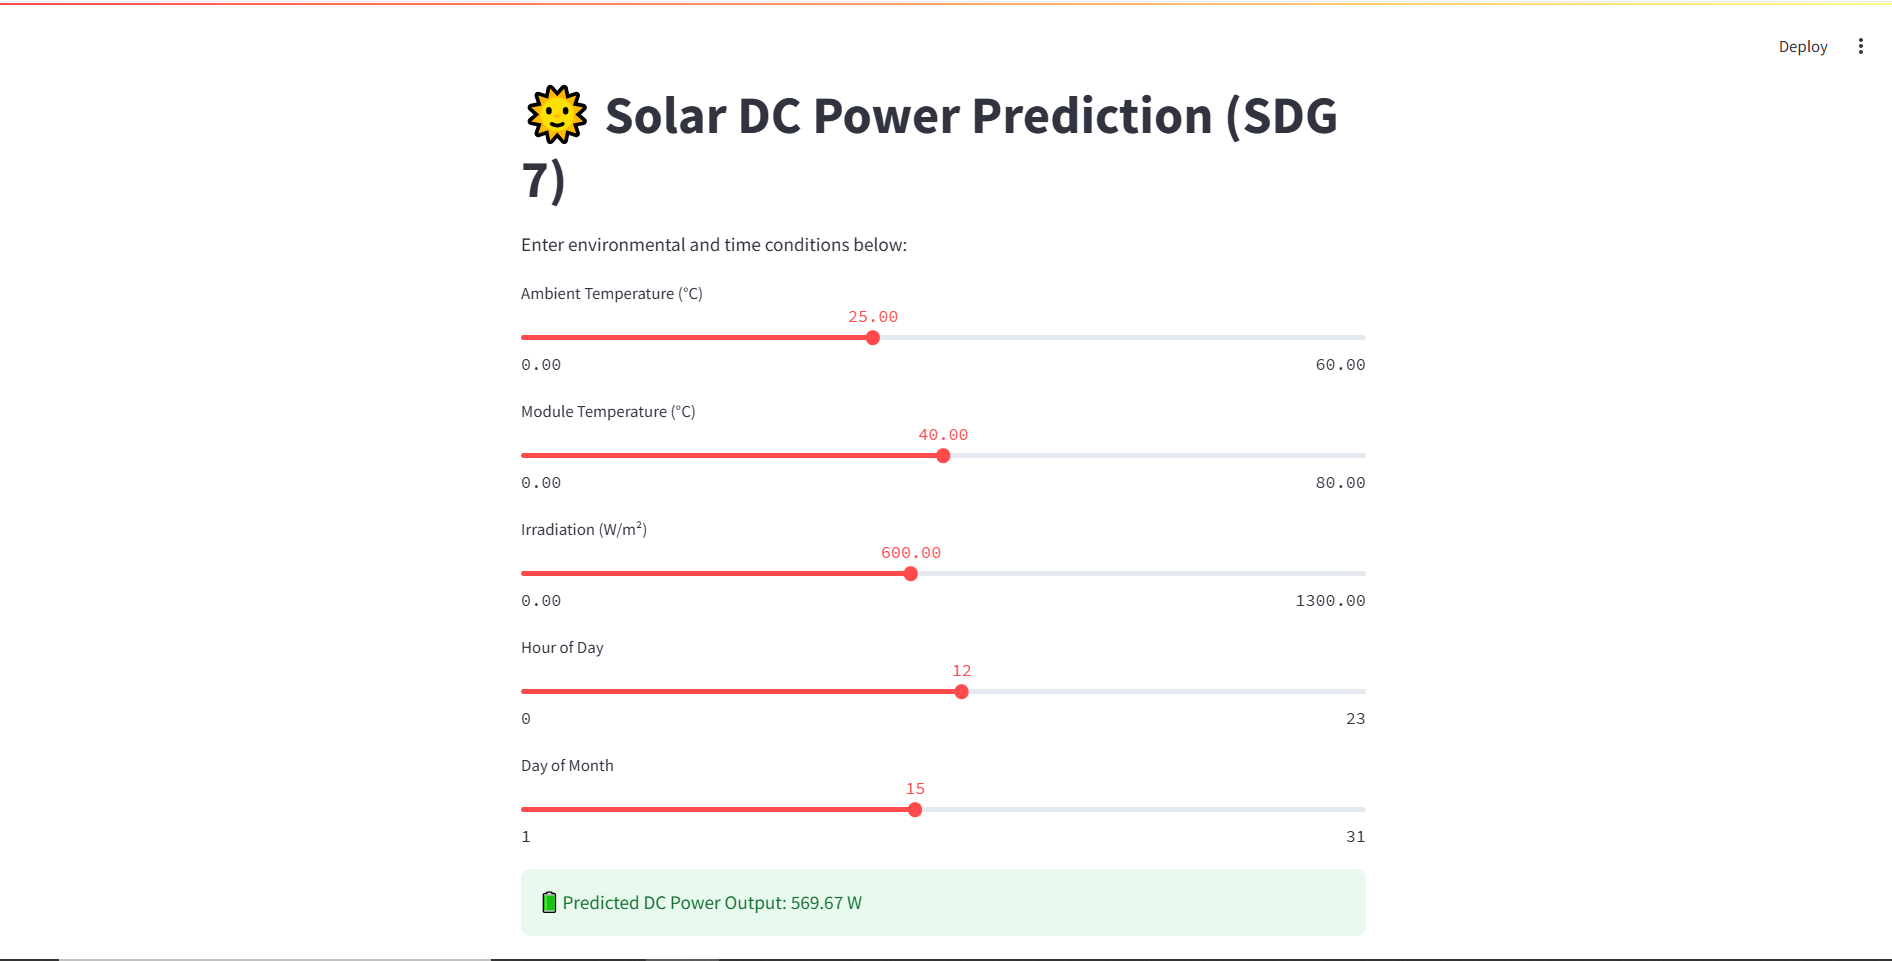 Deploy
🌞 Solar DC Power Prediction (SDG
7)
Enter environmental and time conditions below:
Ambient Temperature (°C)
25.00
0.00 60.00
Module Temperature (°C)
40.00
0.00 80.00
Irradiation (W/m²)
600.00
0.00 1300.00
Hour of Day
12
0 23
Day of Month
15
1 31
🔋 Predicted DC Power Output: 569.67 W